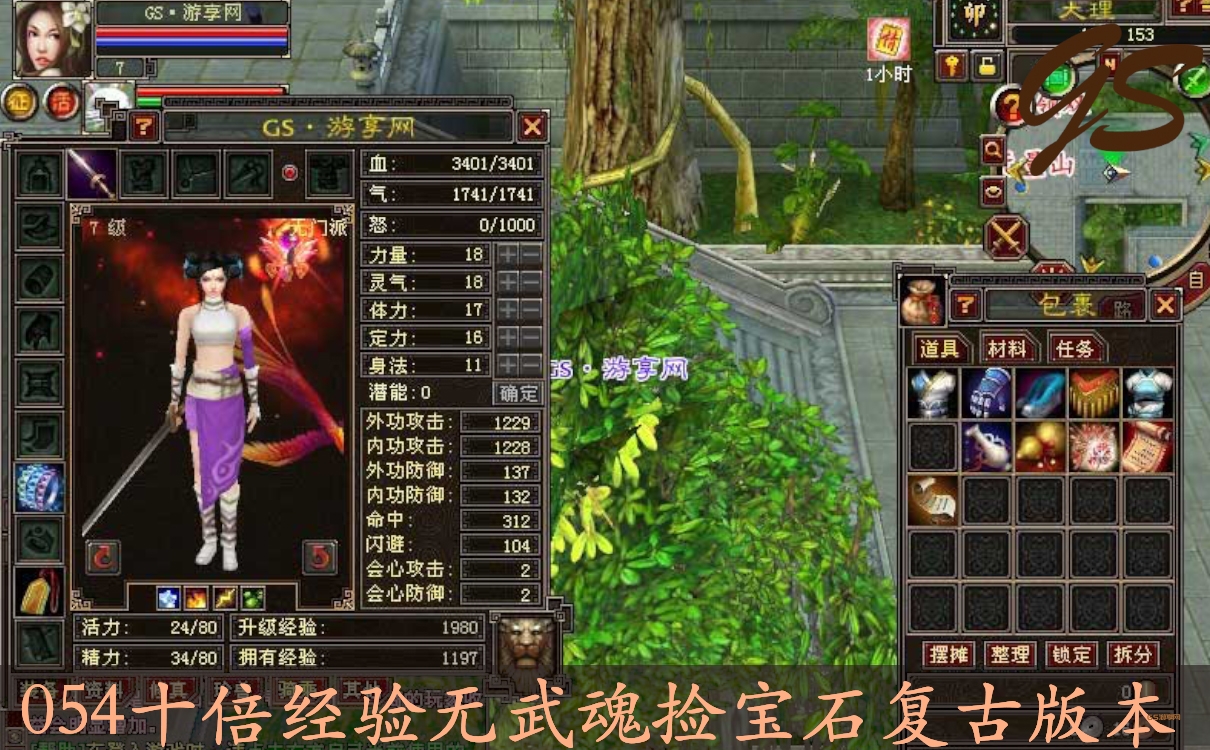 GS·游享网
7
征
活
1小时
卯
大理
153
gs
自
GS·游享网
7级
无门派
血: 3401/3401
气: 1741/1741
怒: 0/1000
力量: 18
灵气: 18
体力: 17
定力: 16
身法: 11
潜能:0 确定
外功攻击: 1229
内功攻击: 1228
外功防御: 137
内功防御: 132
命中: 312
闪避: 104
会心攻击: 2
会心防御: 2
活力: 24/80 升级经验: 1980
精力: 34/80 拥有经验: 1197
GS·游享网
包裹
道具 材料 任务
摆摊 整理 锁定 拆分
054十倍经验无武魂捡宝石复古版本